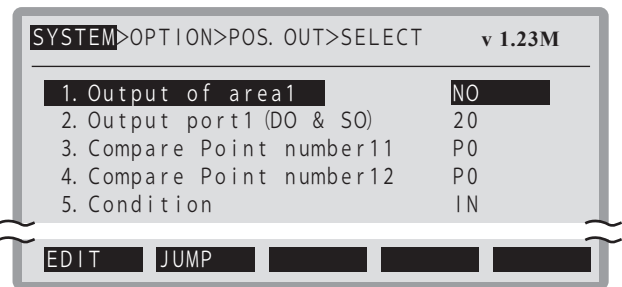 SYSTEM>OPTION>POS. OUT>SELECT v 1.23M
1. Output of area1 NO
2. Output port1(DO & SO) 20
3. Compare Point number11 P0
4. Compare Point number12 P0
5. Condition IN
EDIT JUMP